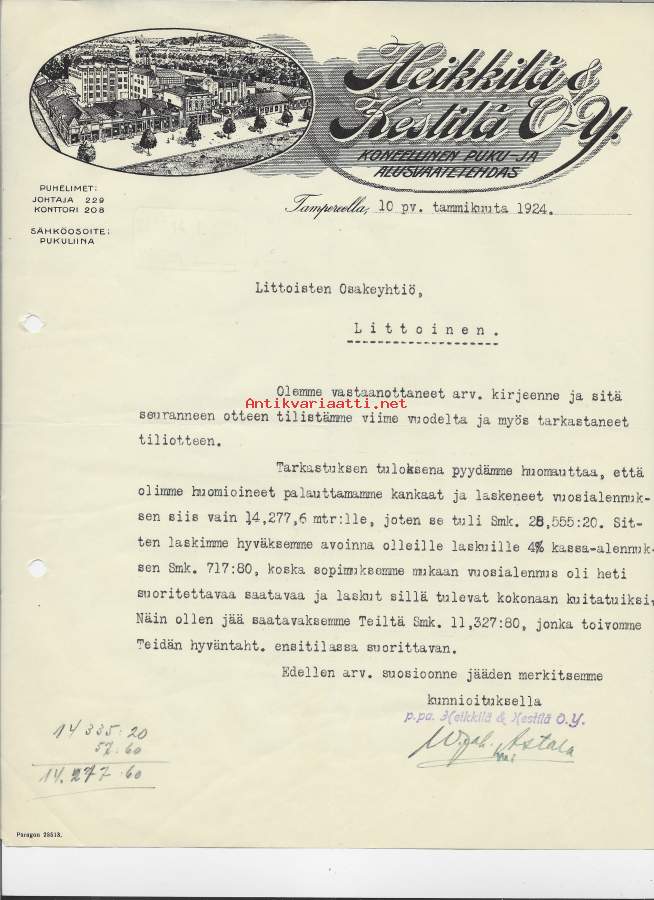 Heikkilä &
Kestilä O-Y.
KONEELLINEN PUKU- JA
ALUSVAATETEHDAS
PUHELIMET:
JOHTAJA 229
KONTTORI 208
SÄHKÖOSOITE:
PUKULIINA
Tampereella, 10 pv. tammikuuta 1924.
Littoisten Osakeyhtiö,
Littoinen.
Olemme vastaanottaneet arv. kirjeenne ja sitä
Antikvariaatti.net
seuranneen otteen tilistämme viime vuodelta ja myös tarkastaneet
tiliotteen.
Tarkastuksen tuloksena pyydämme huomauttaa, että
olimme huomioineet palauttamamme kankaat ja laskeneet vuosialennuk-
sen siis vain 14,277,6 mtr:lle, joten se tuli Smk. 28,555:20. Sit-
ten laskimme hyväksemme avoinna olleille laskuille 4% kassa-alennuk-
sen Smk. 717:80, koska sopimuksemme mukaan vuosialennus oli heti
suoritettavaa saatavaa ja laskut sillä tulevat kokonaan kuitatuiksi.
Näin ollen jää saatavaksemme Teiltä Smk. 11,327:80, jonka toivomme
Teidän hyväntaht. ensitilassa suorittavan.
Edelleen arv. suosioonne jääden merkitsemme
kunnioituksella
p.pa. Heikkilä & Kestilä O.Y.
Astala
14 335:20
57:60
14.277:60
Paragon 23513.